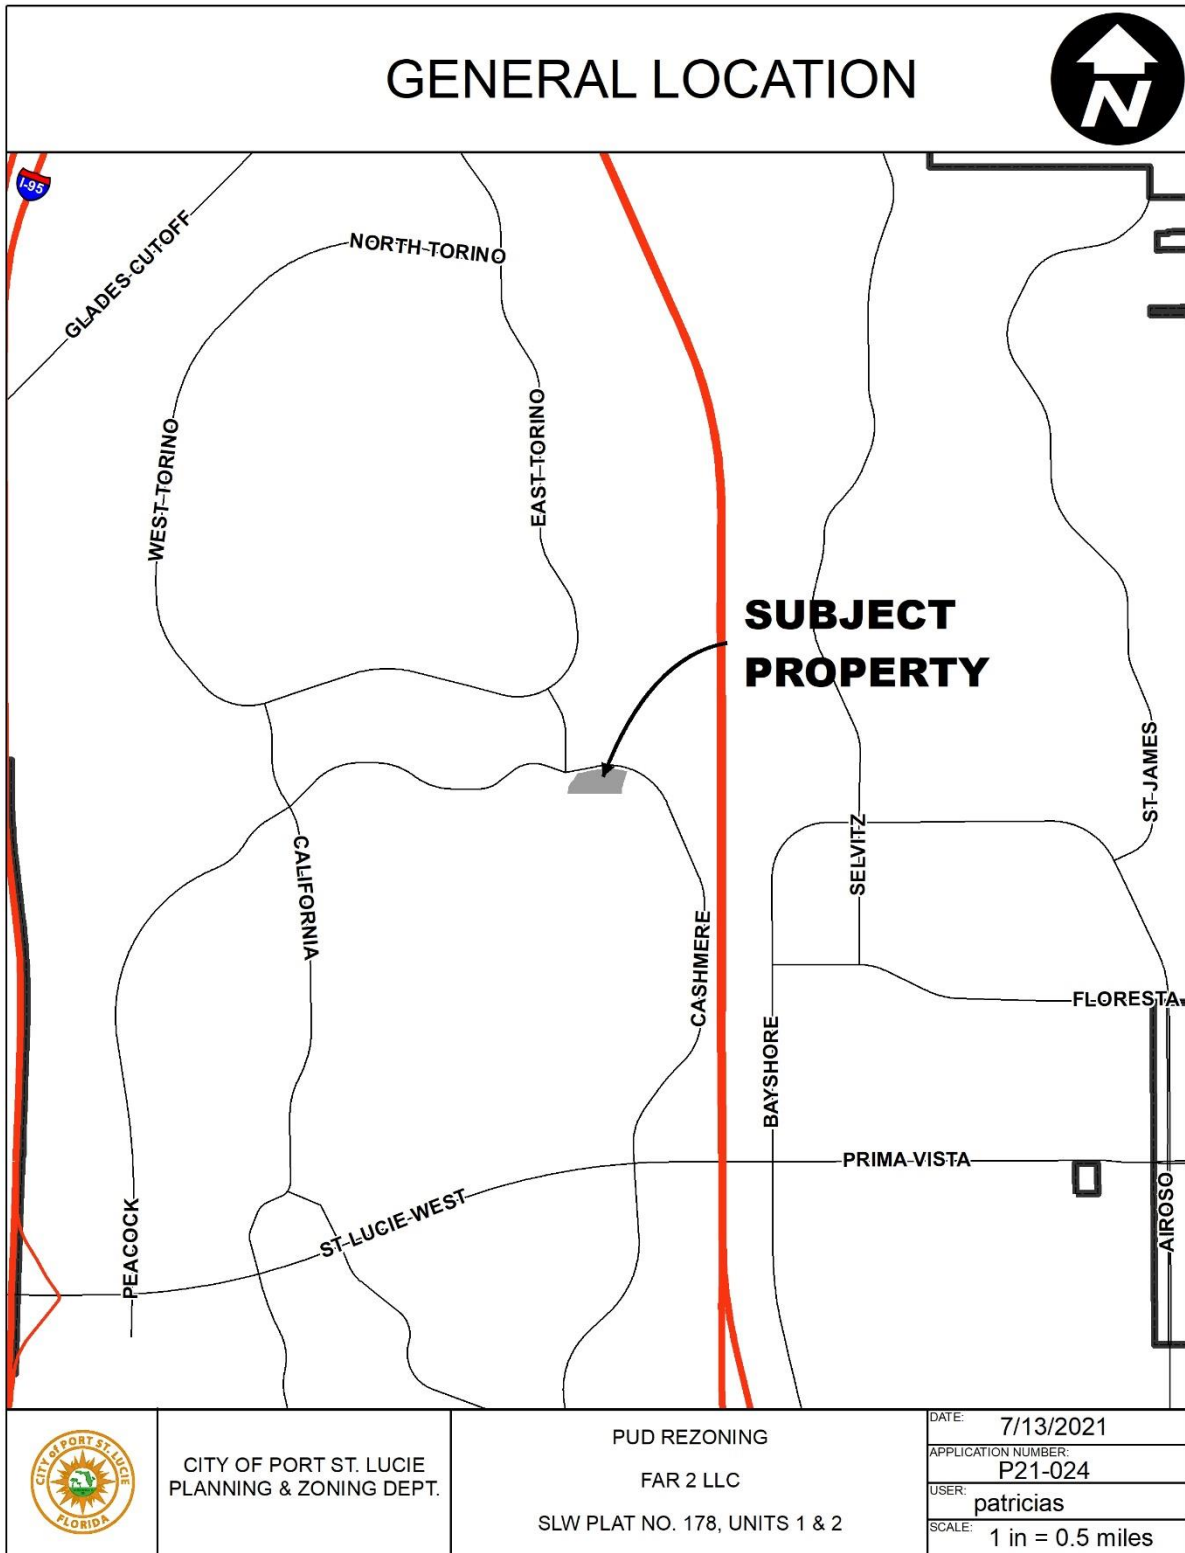 GENERAL LOCATION
N
I-95
GLADES CUTOFF
NORTH TORINO
WEST TORINO
EAST TORINO
SUBJECT
PROPERTY
ST JAMES
SELVITZ
CALIFORNIA
CASHMERE
FLORESTA
BAYSHORE
PRIMA VISTA
AIROSO
PEACOCK
ST LUCIE WEST
CITY of PORT ST. LUCIE
FLORIDA
CITY OF PORT ST. LUCIE
PLANNING & ZONING DEPT.
PUD REZONING
FAR 2 LLC
SLW PLAT NO. 178, UNITS 1 & 2
DATE: 7/13/2021
APPLICATION NUMBER:
P21-024
USER: patricias
SCALE: 1 in = 0.5 miles